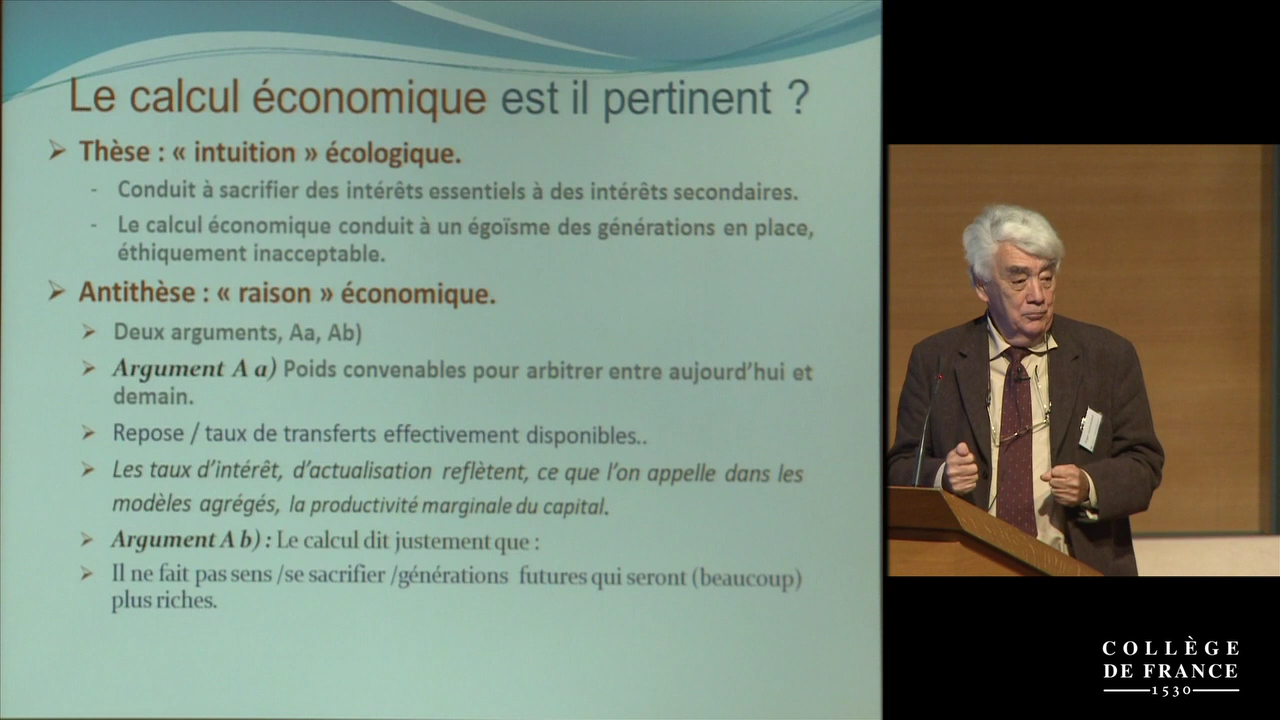 Le calcul économique est il pertinent ?
➢ Thèse : « intuition » écologique.
- Conduit à sacrifier des intérêts essentiels à des intérêts secondaires.
- Le calcul économique conduit à un égoïsme des générations en place,
éthiquement inacceptable.
➢ Antithèse : « raison » économique.
➢ Deux arguments, Aa, Ab)
➢ Argument A a) Poids convenables pour arbitrer entre aujourd'hui et
demain.
➢ Repose / taux de transferts effectivement disponibles..
➢ Les taux d'intérêt, d'actualisation reflètent, ce que l'on appelle dans les
modèles agrégés, la productivité marginale du capital.
➢ Argument A b) : Le calcul dit justement que :
➢ Il ne fait pas sens /se sacrifier /générations futures qui seront (beaucoup)
plus riches.
COLLÈGE
DE FRANCE
1530